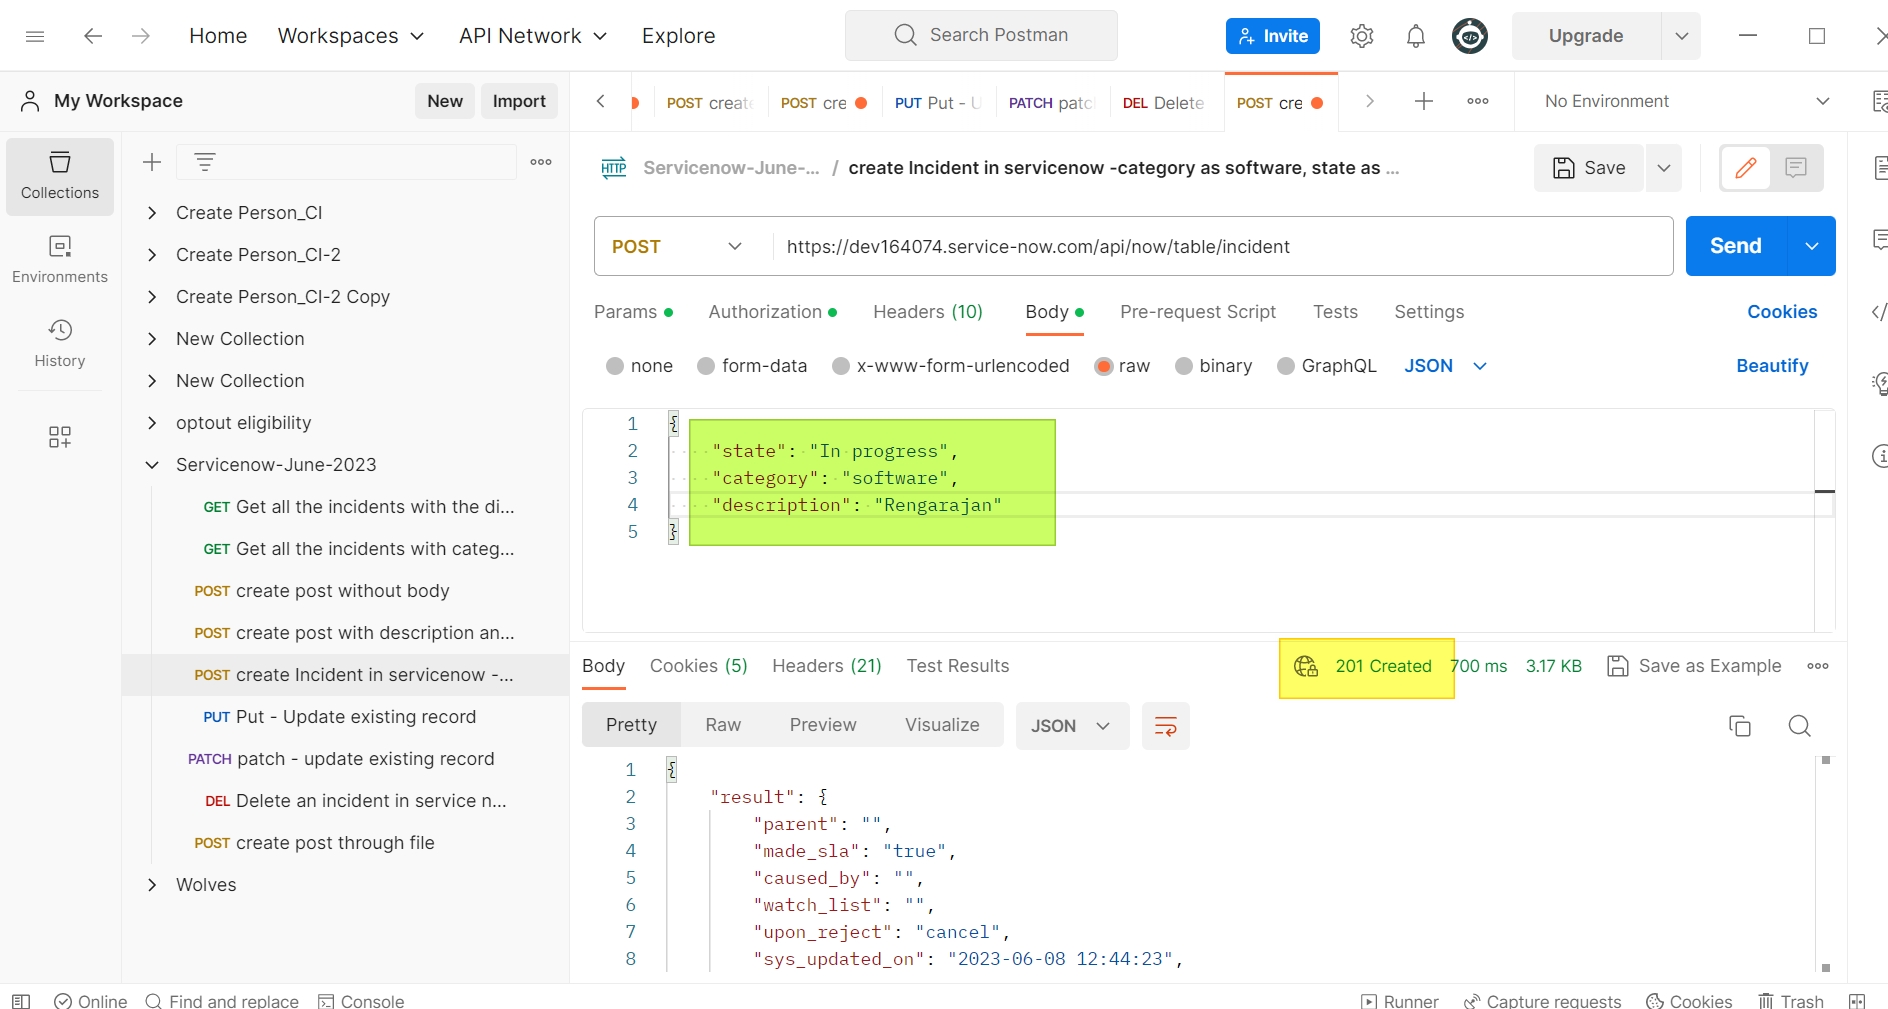 Home Workspaces API Network Explore Search Postman Invite Upgrade
My Workspace New Import
POST create POST cre PUT Put - U PATCH patc DEL Delete POST cre No Environment
Collections
Environments
History
Create Person_CI
Create Person_CI-2
Create Person_CI-2 Copy
New Collection
New Collection
optout eligibility
Servicenow-June-2023
GET Get all the incidents with the di...
GET Get all the incidents with categ...
POST create post without body
POST create post with description an...
POST create Incident in servicenow -...
PUT Put - Update existing record
PATCH patch - update existing record
DEL Delete an incident in service n...
POST create post through file
Wolves
HTTP Servicenow-June-... / create Incident in servicenow -category as software, state as ... Save
POST https://dev164074.service-now.com/api/now/table/incident Send
Params Authorization Headers (10) Body Pre-request Script Tests Settings Cookies
none form-data x-www-form-urlencoded raw binary GraphQL JSON Beautify
1 {
2 "state": "In progress",
3 "category": "software",
4 "description": "Rengarajan"
5 }
Body Cookies (5) Headers (21) Test Results 201 Created 700 ms 3.17 KB Save as Example
Pretty Raw Preview Visualize JSON
1 {
2 "result": {
3 "parent": "",
4 "made_sla": "true",
5 "caused_by": "",
6 "watch_list": "",
7 "upon_reject": "cancel",
8 "sys_updated_on": "2023-06-08 12:44:23",
Online Find and replace Console Runner Capture requests Cookies Trash